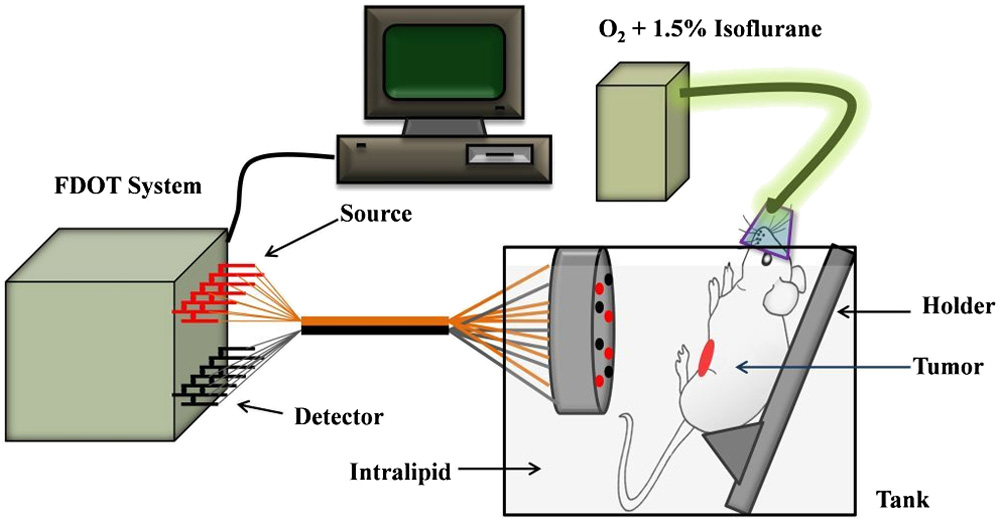 O₂ + 1.5% Isoflurane
FDOT System
Source
Holder
Tumor
Detector
Intralipid
Tank